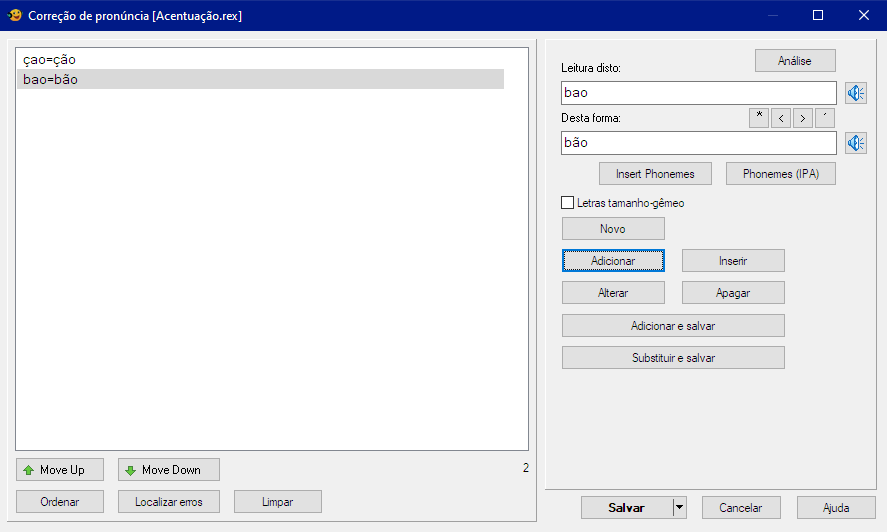 Correção de pronúncia [Acentuação.rex]
çao=ção
bao=bão
Move Up
Move Down
2
Ordenar
Localizar erros
Limpar
Análise
Leitura disto:
bao
Desta forma:
* < > ´
bão
Insert Phonemes
Phonemes (IPA)
Letras tamanho-gêmeo
Novo
Adicionar
Inserir
Alterar
Apagar
Adicionar e salvar
Substituir e salvar
Salvar
Cancelar
Ajuda